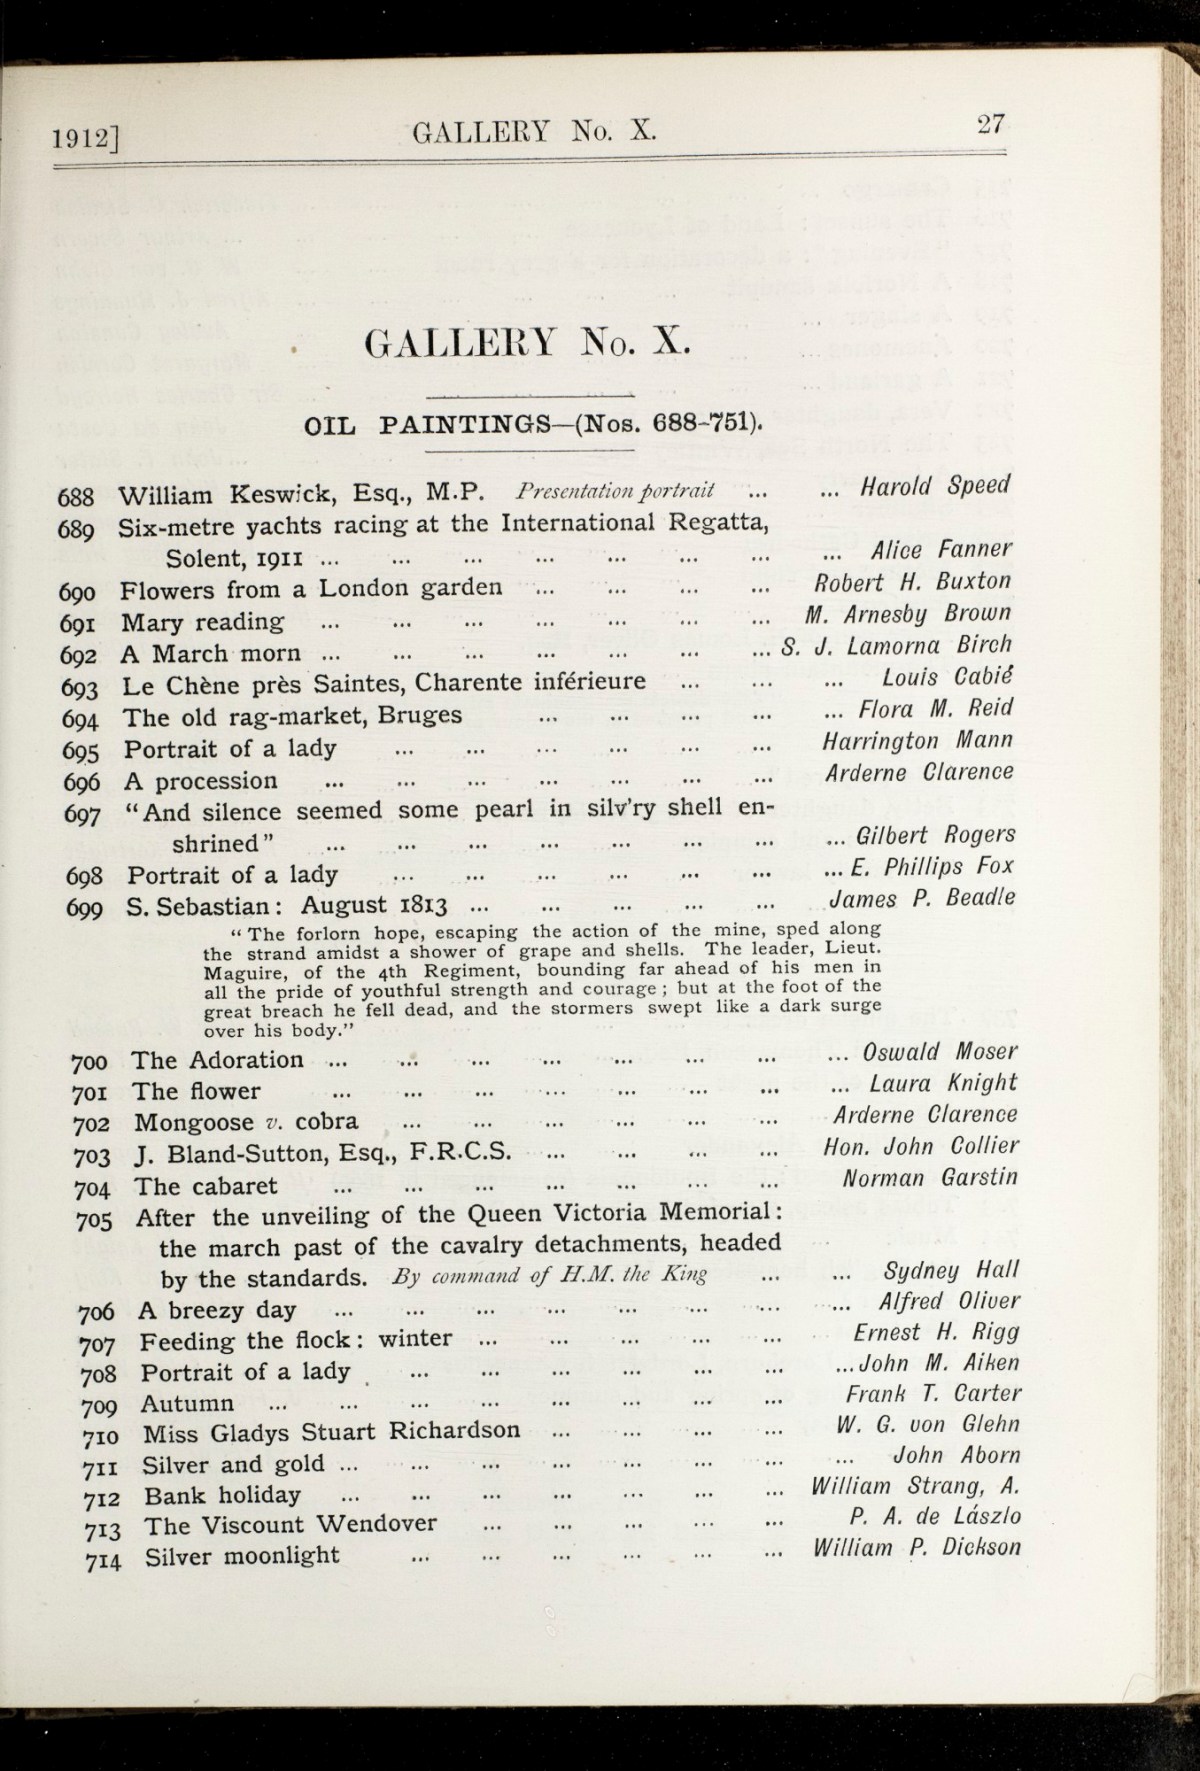 1912] GALLERY No. X. 27
GALLERY No. X.
OIL PAINTINGS—(Nos. 688-751).
688 William Keswick, Esq., M.P. Presentation portrait ... ... Harold Speed
689 Six-metre yachts racing at the International Regatta,
Solent, 1911 ... ... ... ... ... ... ... ... Alice Fanner
690 Flowers from a London garden ... ... ... ... Robert H. Buxton
691 Mary reading ... ... ... ... ... ... ... M. Arnesby Brown
692 A March morn ... ... ... ... ... ... ... S. J. Lamorna Birch
693 Le Chène près Saintes, Charente inférieure ... ... ... Louis Cabié
694 The old rag-market, Bruges ... ... ... ... ... Flora M. Reid
695 Portrait of a lady ... ... ... ... ... ... Harrington Mann
696 A procession ... ... ... ... ... ... ... Arderne Clarence
697 "And silence seemed some pearl in silv'ry shell en-
shrined" ... ... ... ... ... ... ... ... Gilbert Rogers
698 Portrait of a lady ... ... ... ... ... ... ... E. Phillips Fox
699 S. Sebastian: August 1813 ... ... ... ... ... James P. Beadle
"The forlorn hope, escaping the action of the mine, sped along
the strand amidst a shower of grape and shells. The leader, Lieut.
Maguire, of the 4th Regiment, bounding far ahead of his men in
all the pride of youthful strength and courage; but at the foot of the
great breach he fell dead, and the stormers swept like a dark surge
over his body."
700 The Adoration ... ... ... ... ... ... ... ... Oswald Moser
701 The flower ... ... ... ... ... ... ... ... Laura Knight
702 Mongoose v. cobra ... ... ... ... ... ... Arderne Clarence
703 J. Bland-Sutton, Esq., F.R.C.S. ... ... ... ... Hon. John Collier
704 The cabaret ... ... ... ... ... ... ... Norman Garstin
705 After the unveiling of the Queen Victoria Memorial:
the march past of the cavalry detachments, headed
by the standards. By command of H.M. the King ... ... Sydney Hall
706 A breezy day ... ... ... ... ... ... ... ... Alfred Oliver
707 Feeding the flock: winter ... ... ... ... ... Ernest H. Rigg
708 Portrait of a lady ... ... ... ... ... ... ... John M. Aiken
709 Autumn ... ... ... ... ... ... ... ... Frank T. Carter
710 Miss Gladys Stuart Richardson ... ... ... ... W. G. von Glehn
711 Silver and gold ... ... ... ... ... ... ... ... John Aborn
712 Bank holiday ... ... ... ... ... ... ... William Strang, A.
713 The Viscount Wendover ... ... ... ... ... P. A. de László
714 Silver moonlight ... ... ... ... ... ... William P. Dickson